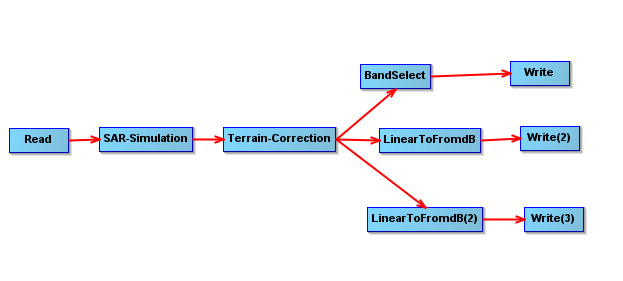 Read
SAR-Simulation
Terrain-Correction
BandSelect
Write
LinearToFromdB
Write(2)
LinearToFromdB(2)
Write(3)